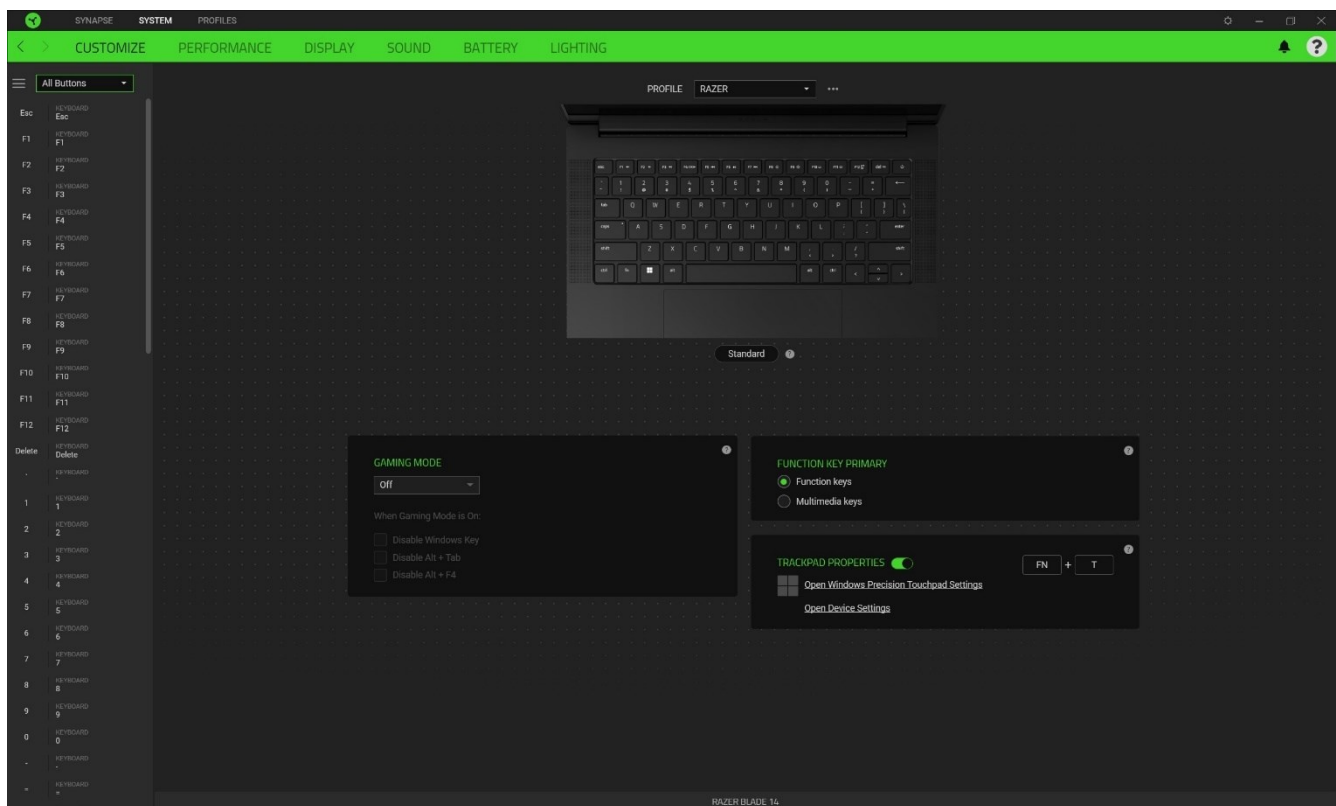 SYNAPSE SYSTEM PROFILES
CUSTOMIZE PERFORMANCE DISPLAY SOUND BATTERY LIGHTING
?
All Buttons
PROFILE RAZER ...
Esc KEYBOARD
Esc
F1 KEYBOARD
F1
F2 KEYBOARD
F2
F3 KEYBOARD
F3
F4 KEYBOARD
F4
F5 KEYBOARD
F5
F6 KEYBOARD
F6
F7 KEYBOARD
F7
F8 KEYBOARD
F8
F9 KEYBOARD
F9
F10 KEYBOARD
F10
F11 KEYBOARD
F11
F12 KEYBOARD
F12
Delete KEYBOARD
Delete
KEYBOARD
1 KEYBOARD
1
2 KEYBOARD
2
3 KEYBOARD
3
4 KEYBOARD
4
5 KEYBOARD
5
6 KEYBOARD
6
7 KEYBOARD
7
8 KEYBOARD
8
9 KEYBOARD
9
0 KEYBOARD
0
- KEYBOARD
-
= KEYBOARD
=
Q W E R T Y U I O P
A S D F G H J K L
Z X C V B N M
Standard ?
GAMING MODE ?
Off
When Gaming Mode is On:
Disable Windows Key
Disable Alt + Tab
Disable Alt + F4
FUNCTION KEY PRIMARY ?
Function keys
Multimedia keys
TRACKPAD PROPERTIES FN + T ?
Open Windows Precision Touchpad Settings
Open Device Settings
RAZER BLADE 14